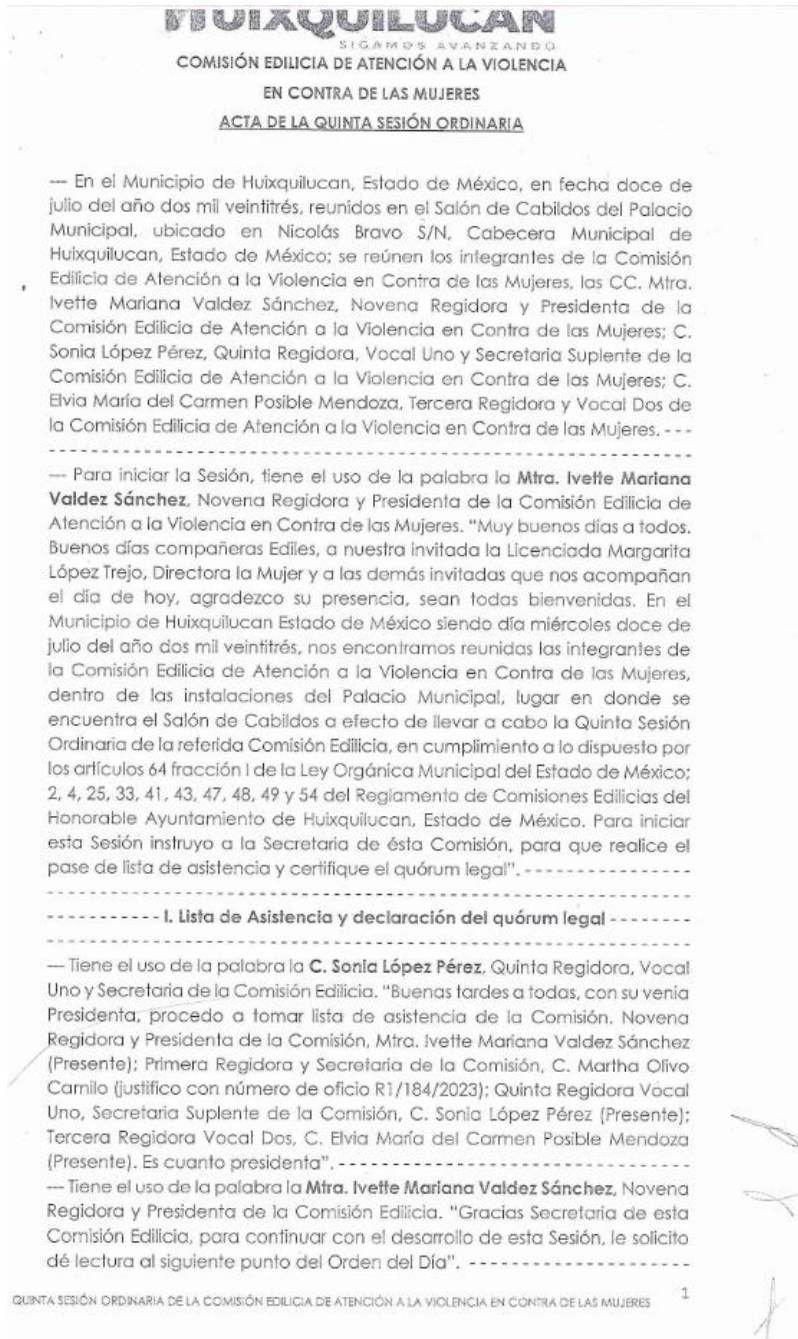 HUIXQUILUCAN
SIGAMOS AVANZANDO
COMISIÓN EDILICIA DE ATENCIÓN A LA VIOLENCIA
EN CONTRA DE LAS MUJERES
ACTA DE LA QUINTA SESIÓN ORDINARIA
--- En el Municipio de Huixquilucan, Estado de México, en fecha doce de
julio del año dos mil veintitrés, reunidos en el Salón de Cabildos del Palacio
Municipal, ubicado en Nicolás Bravo S/N, Cabecera Municipal de
Huixquilucan, Estado de México; se reúnen los integrantes de la Comisión
Edilicia de Atención a la Violencia en Contra de las Mujeres, las CC. Mtra.
Ivette Mariana Valdez Sánchez, Novena Regidora y Presidenta de la
Comisión Edilicia de Atención a la Violencia en Contra de las Mujeres; C.
Sonia López Pérez, Quinta Regidora, Vocal Uno y Secretaria Suplente de la
Comisión Edilicia de Atención a la Violencia en Contra de las Mujeres; C.
Elvia María del Carmen Posible Mendoza, Tercera Regidora y Vocal Dos de
la Comisión Edilicia de Atención a la Violencia en Contra de las Mujeres. - - -
--- Para iniciar la Sesión, tiene el uso de la palabra la Mtra. Ivette Mariana
Valdez Sánchez, Novena Regidora y Presidenta de la Comisión Edilicia de
Atención a la Violencia en Contra de las Mujeres. "Muy buenos días a todos.
Buenos días compañeras Ediles, a nuestra invitada la Licenciada Margarita
López Trejo, Directora la Mujer y a las demás invitadas que nos acompañan
el día de hoy, agradezco su presencia, sean todas bienvenidas. En el
Municipio de Huixquilucan Estado de México siendo día miércoles doce de
julio del año dos mil veintitrés, nos encontramos reunidas las integrantes de
la Comisión Edilicia de Atención a la Violencia en Contra de las Mujeres,
dentro de las instalaciones del Palacio Municipal, lugar en donde se
encuentra el Salón de Cabildos a efecto de llevar a cabo la Quinta Sesión
Ordinaria de la referida Comisión Edilicia, en cumplimiento a lo dispuesto por
los artículos 64 fracción I de la Ley Orgánica Municipal del Estado de México;
2, 4, 25, 33, 41, 43, 47, 48, 49 y 54 del Reglamento de Comisiones Edilicias del
Honorable Ayuntamiento de Huixquilucan, Estado de México. Para iniciar
esta Sesión instruyo a la Secretaria de ésta Comisión, para que realice el
pase de lista de asistencia y certifique el quórum legal". - - - - - - - - - - - - - - -
- - - - - - - - - - - I. Lista de Asistencia y declaración del quórum legal - - - - - - - -
--- Tiene el uso de la palabra la C. Sonia López Pérez, Quinta Regidora, Vocal
Uno y Secretaria de la Comisión Edilicia. "Buenas tardes a todas, con su venia
Presidenta, procedo a tomar lista de asistencia de la Comisión. Novena
Regidora y Presidenta de la Comisión, Mtra. Ivette Mariana Valdez Sánchez
(Presente); Primera Regidora y Secretaria de la Comisión, C. Martha Olivo
Camilo (justifico con número de oficio R1/184/2023); Quinta Regidora Vocal
Uno, Secretaria Suplente de la Comisión, C. Sonia López Pérez (Presente);
Tercera Regidora Vocal Dos, C. Elvia María del Carmen Posible Mendoza
(Presente). Es cuanto presidenta". - - - - - - - - - - - - - - - - - - - - - - - - - - - - - -
--- Tiene el uso de la palabra la Mtra. Ivette Mariana Valdez Sánchez, Novena
Regidora y Presidenta de la Comisión Edilicia. "Gracias Secretaria de esta
Comisión Edilicia, para continuar con el desarrollo de esta Sesión, le solicito
dé lectura al siguiente punto del Orden del Día". - - - - - - - - - - - - - - - - - - -
QUINTA SESIÓN ORDINARIA DE LA COMISIÓN EDILICIA DE ATENCIÓN A LA VIOLENCIA EN CONTRA DE LAS MUJERES 1